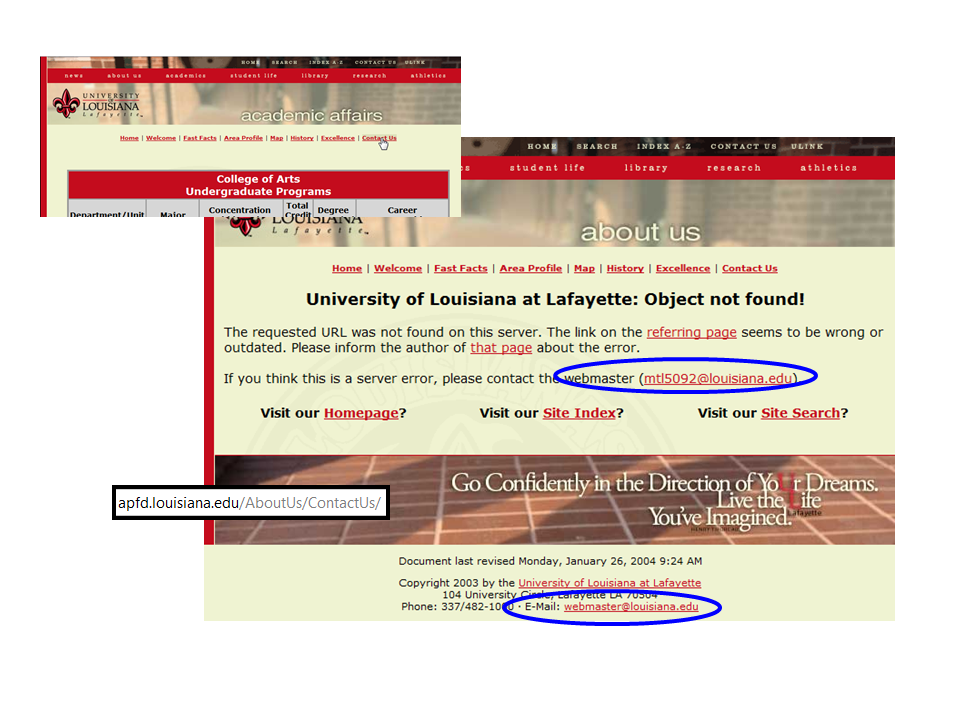 HOME SEARCH INDEX A-Z CONTACT US ULINK
news about us academics student life library research athletics
UNIVERSITY of
LOUISIANA
Lafayette
academic affairs
Home | Welcome | Fast Facts | Area Profile | Map | History | Excellence | Contact Us
College of Arts
Undergraduate Programs
Department/Unit Major Concentration Total Credit Degree Career
HOME SEARCH INDEX A-Z CONTACT US ULINK
cs student life library research athletics
LOUISIANA
Lafayette
about us
Home | Welcome | Fast Facts | Area Profile | Map | History | Excellence | Contact Us
University of Louisiana at Lafayette: Object not found!
The requested URL was not found on this server. The link on the referring page seems to be wrong or
outdated. Please inform the author of that page about the error.
If you think this is a server error, please contact the webmaster (mtl5092@louisiana.edu)
Visit our Homepage? Visit our Site Index? Visit our Site Search?
Go Confidently in the Direction of YoUr Dreams.
Live the Life
You've Imagined.
Lafayette
apfd.louisiana.edu/AboutUs/ContactUs/
Document last revised Monday, January 26, 2004 9:24 AM
Copyright 2003 by the University of Louisiana at Lafayette
104 University Circle, Lafayette LA 70504
Phone: 337/482-1000 · E-Mail: webmaster@louisiana.edu